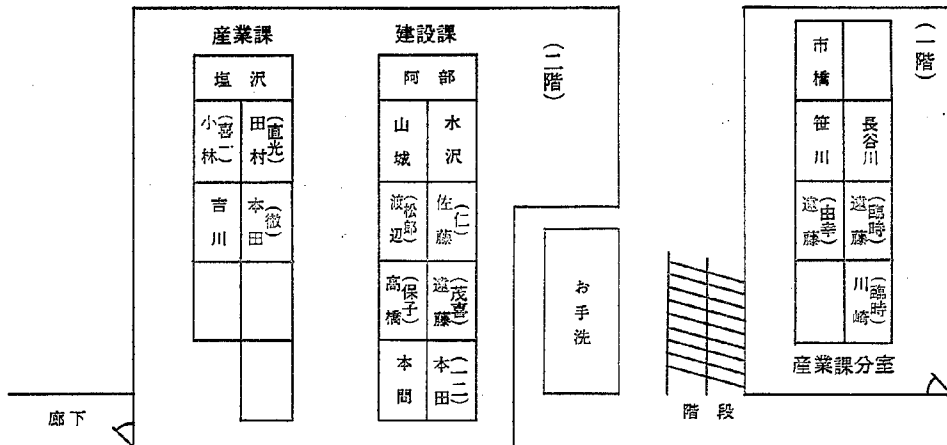 産業課
塩沢
小林(喜一)
田村(直光)
吉川
本田(徹)
建設課
阿部
山城
水沢
渡辺(松郎)
佐藤(仁)
高橋(保子)
遠藤(茂喜)
本間
本田(一二)
(二階)
お手洗
廊下
階段
(一階)
市橋
笹川
長谷川
遠藤(由幸)
遠藤(臨時)
川崎(臨時)
産業課分室